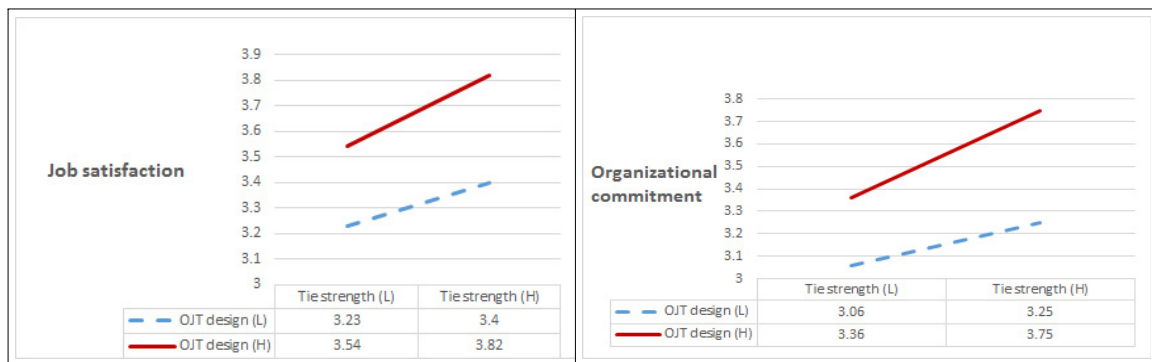 3.9
3.8
3.7
3.6
3.5
3.4
3.3
3.2
3.1
3
Job satisfaction
Tie strength (L) Tie strength (H)
OJT design (L) 3.23 3.4
OJT design (H) 3.54 3.82
3.8
3.7
3.6
3.5
3.4
3.3
3.2
3.1
3
Organizational
commitment
Tie strength (L) Tie strength (H)
OJT design (L) 3.06 3.25
OJT design (H) 3.36 3.75